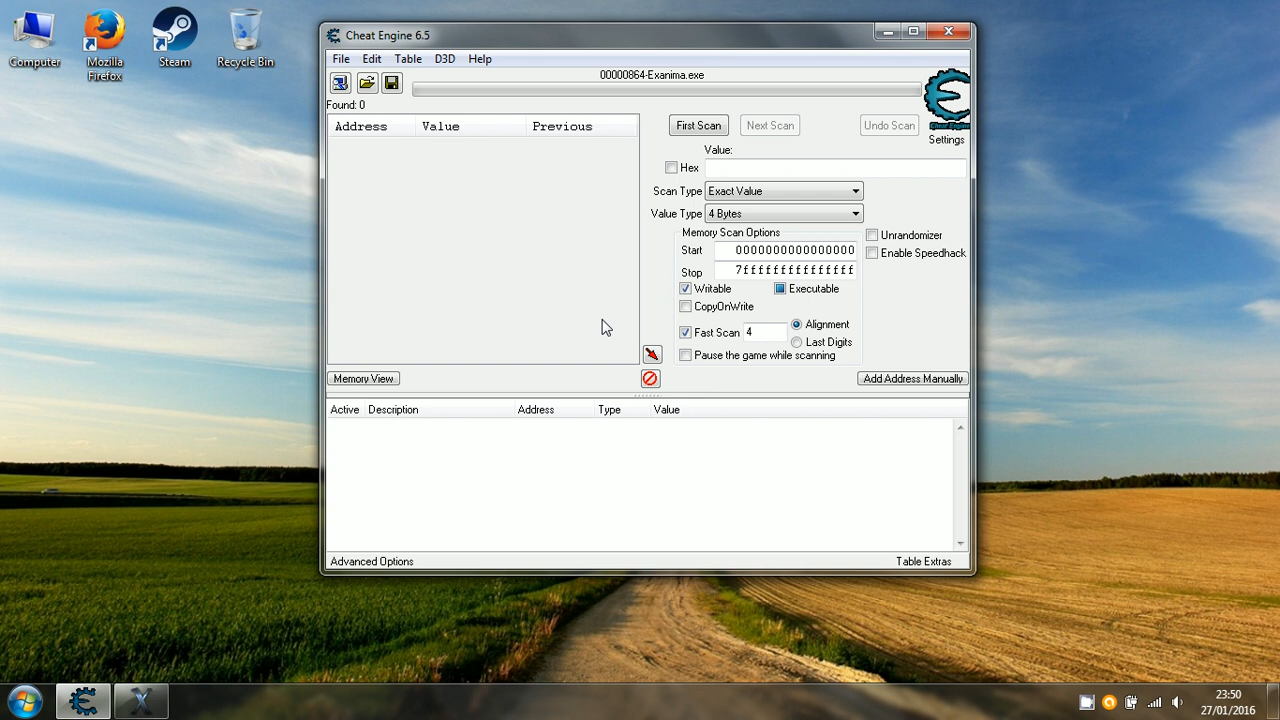 Computer
Mozilla
Firefox
Steam
Recycle Bin
Cheat Engine 6.5
File Edit Table D3D Help
00000864-Exanima.exe
Found: 0
Address Value Previous
First Scan Next Scan Undo Scan
Cheat Engine
Settings
Value:
Hex
Scan Type Exact Value
Value Type 4 Bytes
Memory Scan Options
Start 0000000000000000
Stop 7fffffffffffffff
Writable Executable
CopyOnWrite
Fast Scan 4 Alignment
Last Digits
Pause the game while scanning
Unrandomizer
Enable Speedhack
Memory View Add Address Manually
Active Description Address Type Value
Advanced Options Table Extras
23:50
27/01/2016